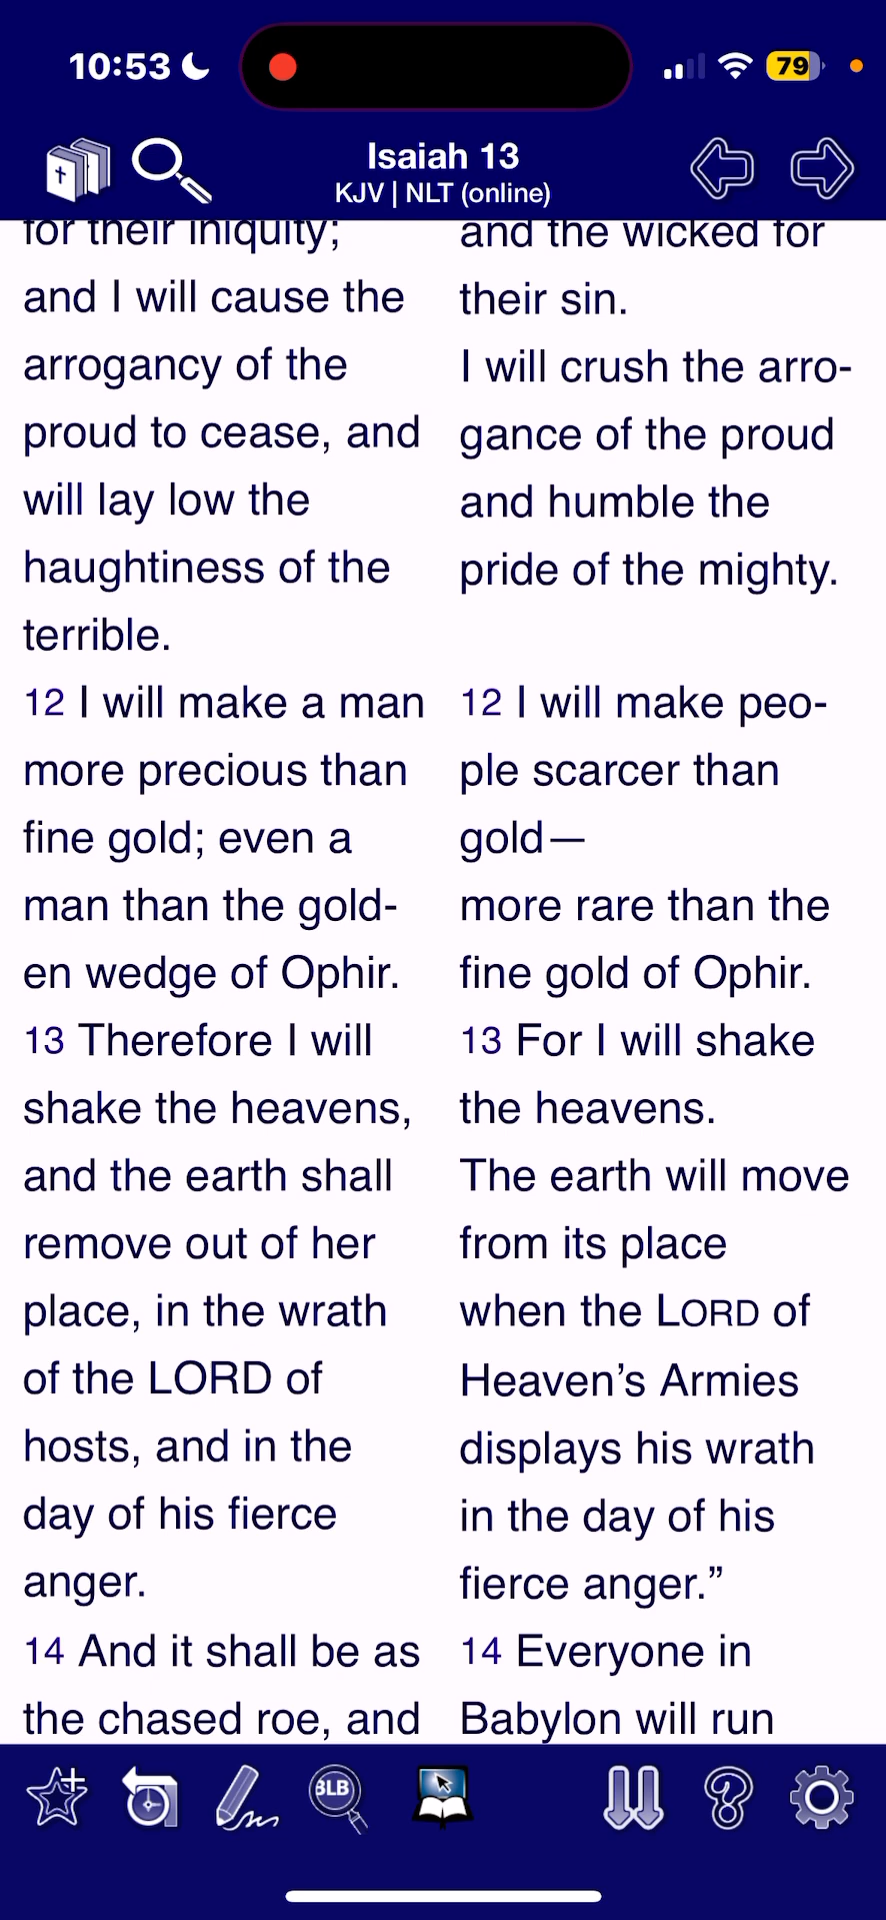 10:53
79
Isaiah 13
KJV | NLT (online)
for their iniquity;
and I will cause the
arrogancy of the
proud to cease, and
will lay low the
haughtiness of the
terrible.
12 I will make a man
more precious than
fine gold; even a
man than the gold-
en wedge of Ophir.
13 Therefore I will
shake the heavens,
and the earth shall
remove out of her
place, in the wrath
of the LORD of
hosts, and in the
day of his fierce
anger.
14 And it shall be as
the chased roe, and
and the wicked for
their sin.
I will crush the arro-
gance of the proud
and humble the
pride of the mighty.
12 I will make peo-
ple scarcer than
gold—
more rare than the
fine gold of Ophir.
13 For I will shake
the heavens.
The earth will move
from its place
when the LORD of
Heaven’s Armies
displays his wrath
in the day of his
fierce anger.”
14 Everyone in
Babylon will run
BLB